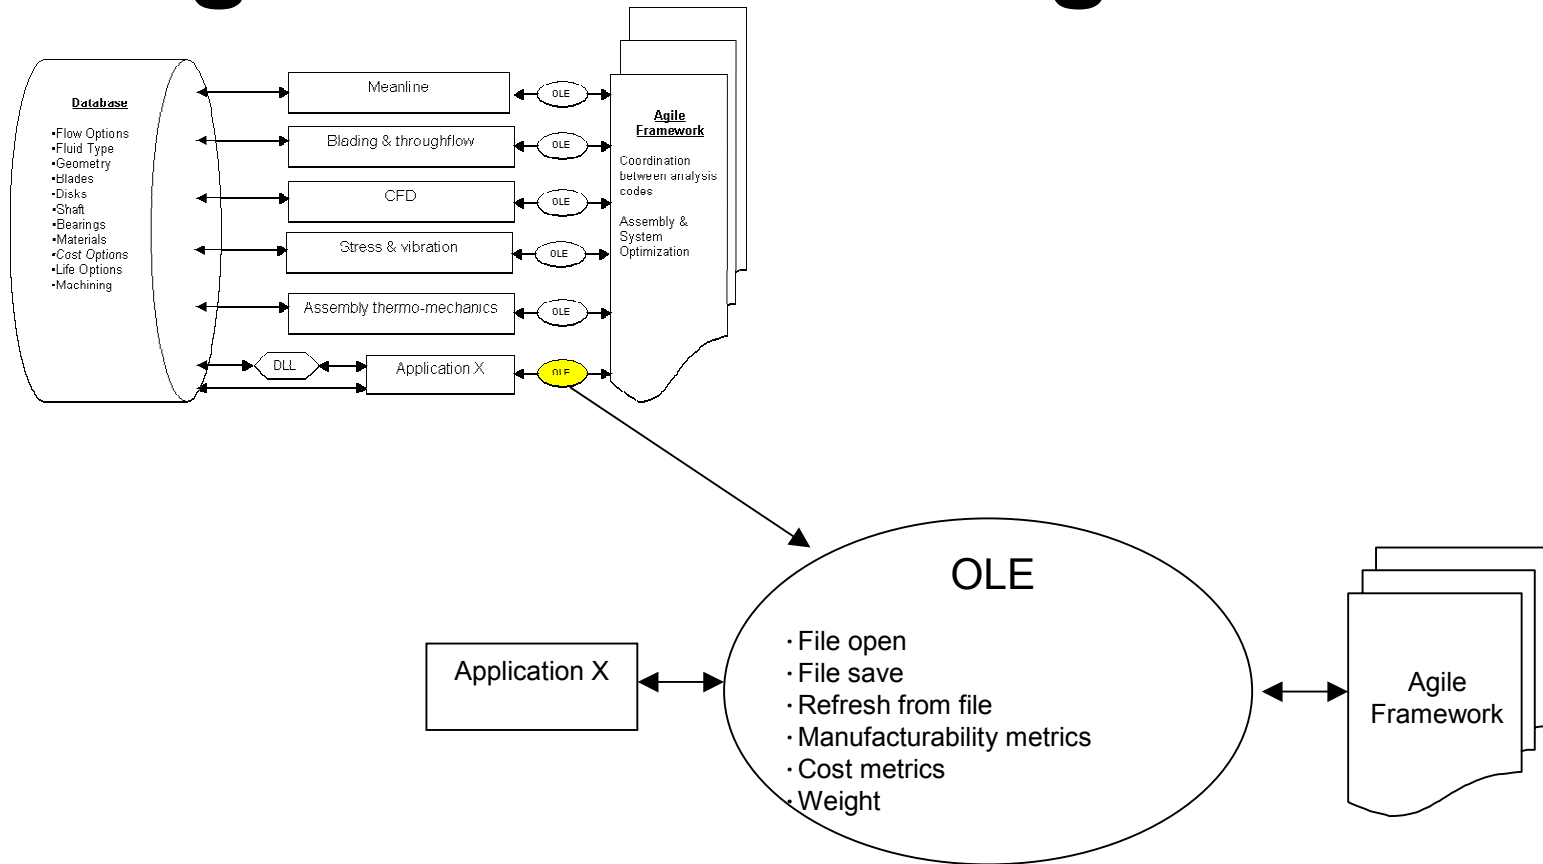 Database
▪Flow Options
▪Fluid Type
▪Geometry
▪Blades
▪Disks
▪Shaft
▪Bearings
▪Materials
▪Cost Options
▪Life Options
▪Machining
Meanline
OLE
Blading & throughflow
OLE
CFD
OLE
Stress & vibration
OLE
Assembly thermo-mechanics
OLE
DLL
Application X
OLE
Agile
Framework
Coordination
between analysis
codes
Assembly &
System
Optimization
OLE
· File open
· File save
· Refresh from file
· Manufacturability metrics
· Cost metrics
· Weight
Application X
Agile
Framework